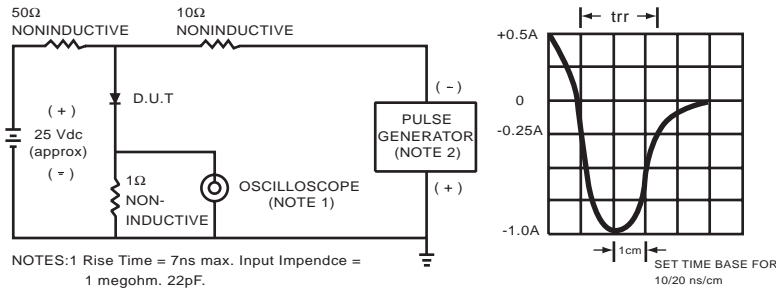 50Ω
NONINDUCTIVE
10Ω
NONINDUCTIVE
D.U.T
(+)
25 Vdc
(approx)
(-)
1Ω
NON-
INDUCTIVE
OSCILLOSCOPE
(NOTE 1)
(-)
PULSE
GENERATOR
(NOTE 2)
(+)
NOTES:1 Rise Time = 7ns max. Input Impendce =
1 megohm. 22pF.
trr
+0.5A
0
-0.25A
-1.0A
1cm
SET TIME BASE FOR
10/20 ns/cm